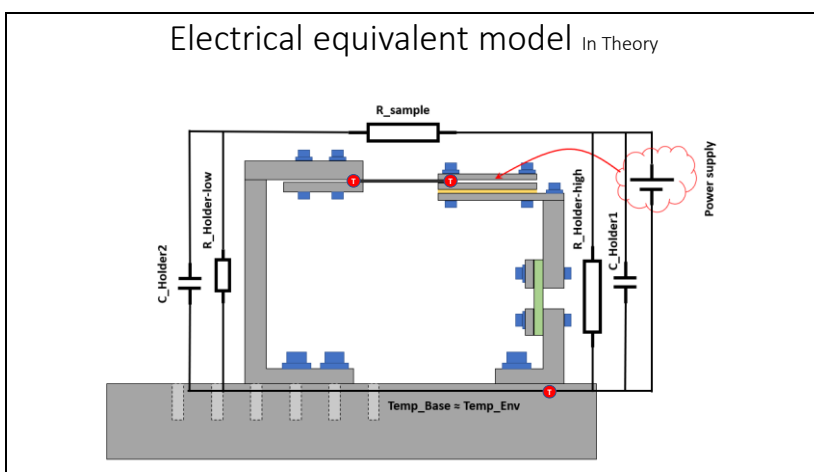 Electrical equivalent model In Theory
R_sample
C_Holder2
R_Holder-low
T
T
R_Holder-high
C_Holder1
Power supply
T
Temp_Base ≈ Temp_Env